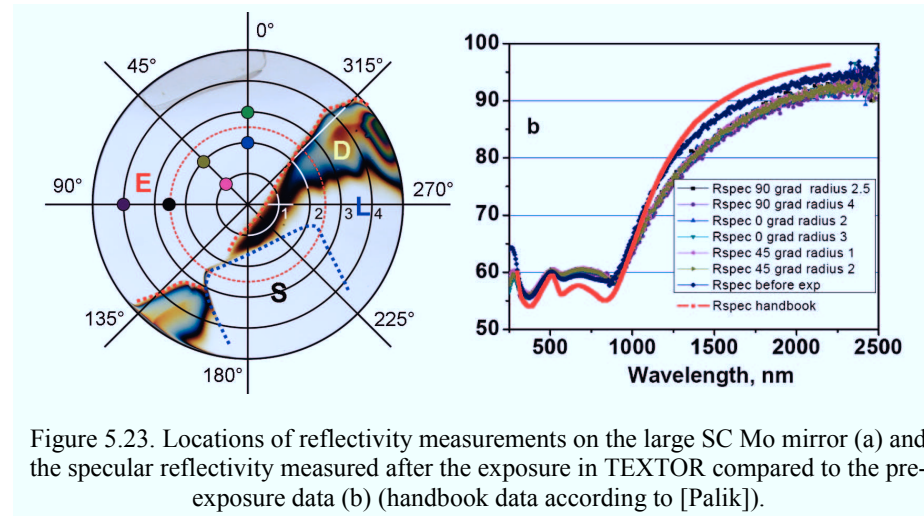 0°
45°
315°
90°
E
D
270°
L
1 2 3 4
S
135°
225°
180°
100
90
80
70
60
50
b
Rspec 90 grad radius 2.5
Rspec 90 grad radius 4
Rspec 0 grad radius 2
Rspec 0 grad radius 3
Rspec 45 grad radius 1
Rspec 45 grad radius 2
Rspec before exp
Rspec handbook
500 1000 1500 2000 2500
Wavelength, nm
Figure 5.23. Locations of reflectivity measurements on the large SC Mo mirror (a) and
the specular reflectivity measured after the exposure in TEXTOR compared to the pre-
exposure data (b) (handbook data according to [Palik]).